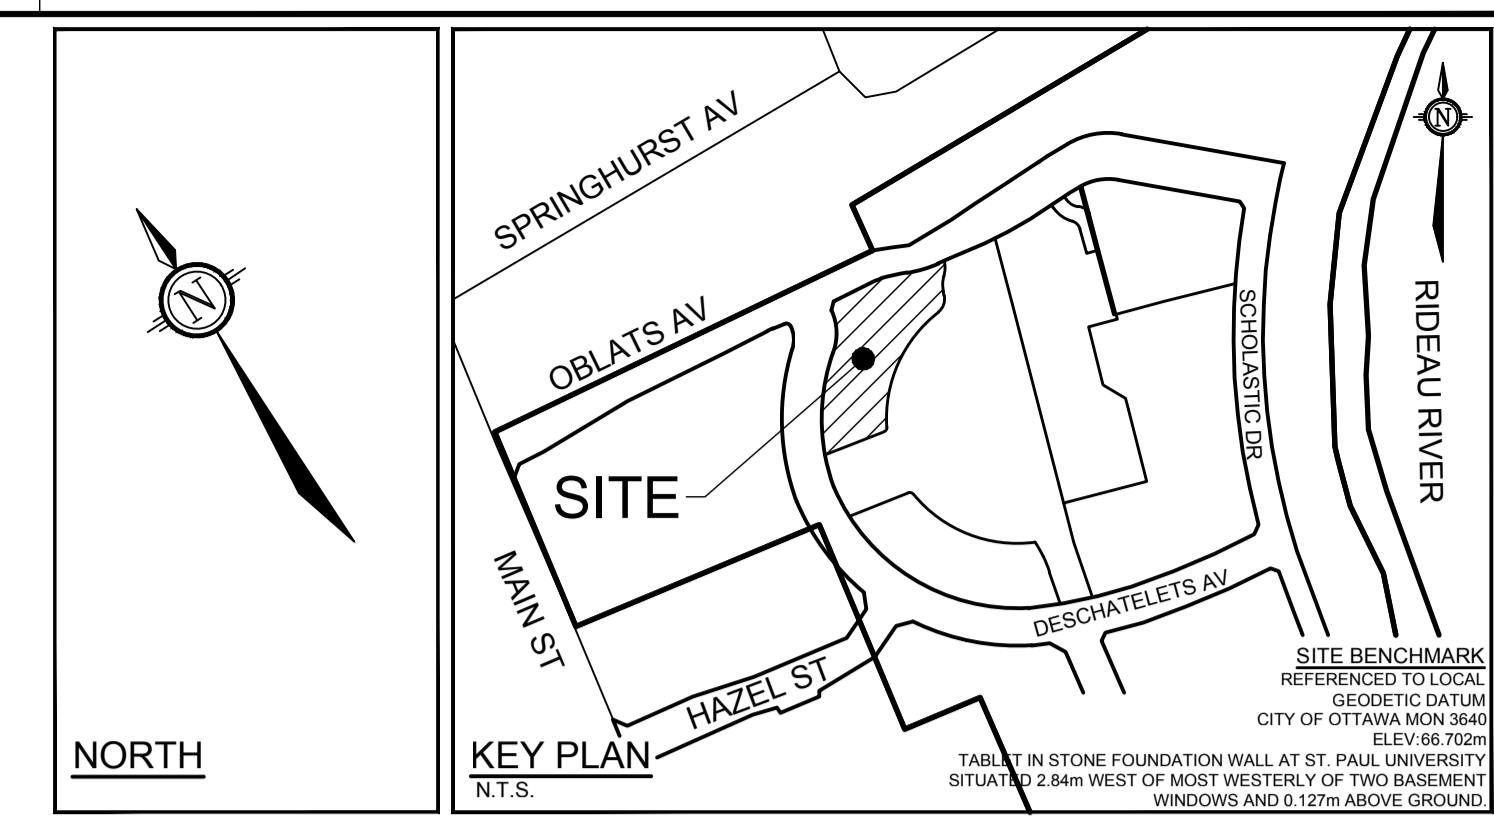 N
NORTH
SPRINGHURST AV
N
OBLATS AV
SCHOLASTIC DR
RIDEAU RIVER
SITE
MAIN ST
DESCHATELETS AV
HAZEL ST
KEY PLAN
N.T.S.
SITE BENCHMARK
REFERENCED TO LOCAL
GEODETIC DATUM
CITY OF OTTAWA MON 3640
ELEV:66.702m
TABLET IN STONE FOUNDATION WALL AT ST. PAUL UNIVERSITY
SITUATED 2.84m WEST OF MOST WESTERLY OF TWO BASEMENT
WINDOWS AND 0.127m ABOVE GROUND.